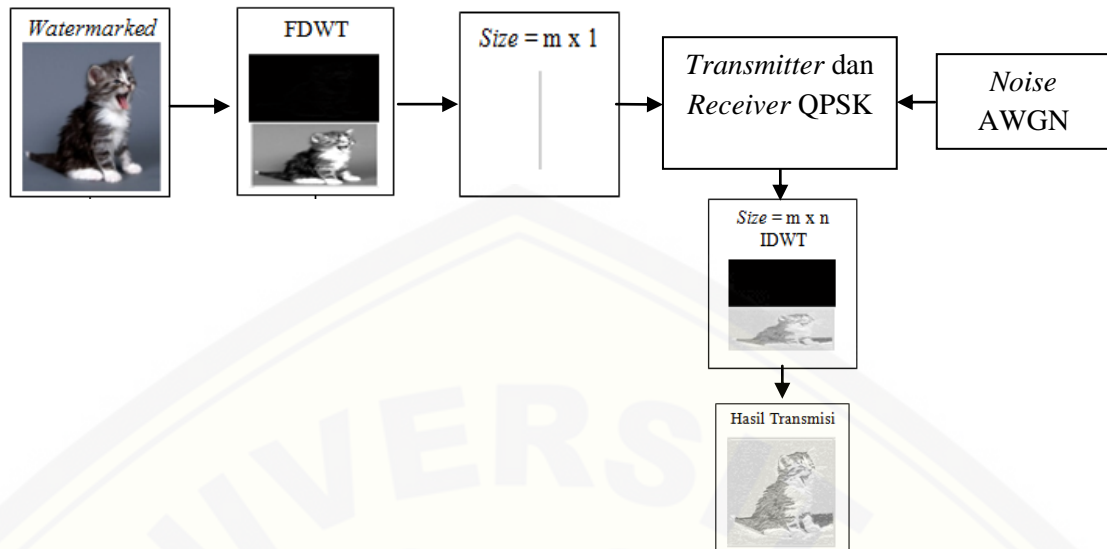 Watermarked
FDWT
Size = m x 1
Transmitter dan
Receiver QPSK
Noise
AWGN
Size = m x n
IDWT
Hasil Transmisi